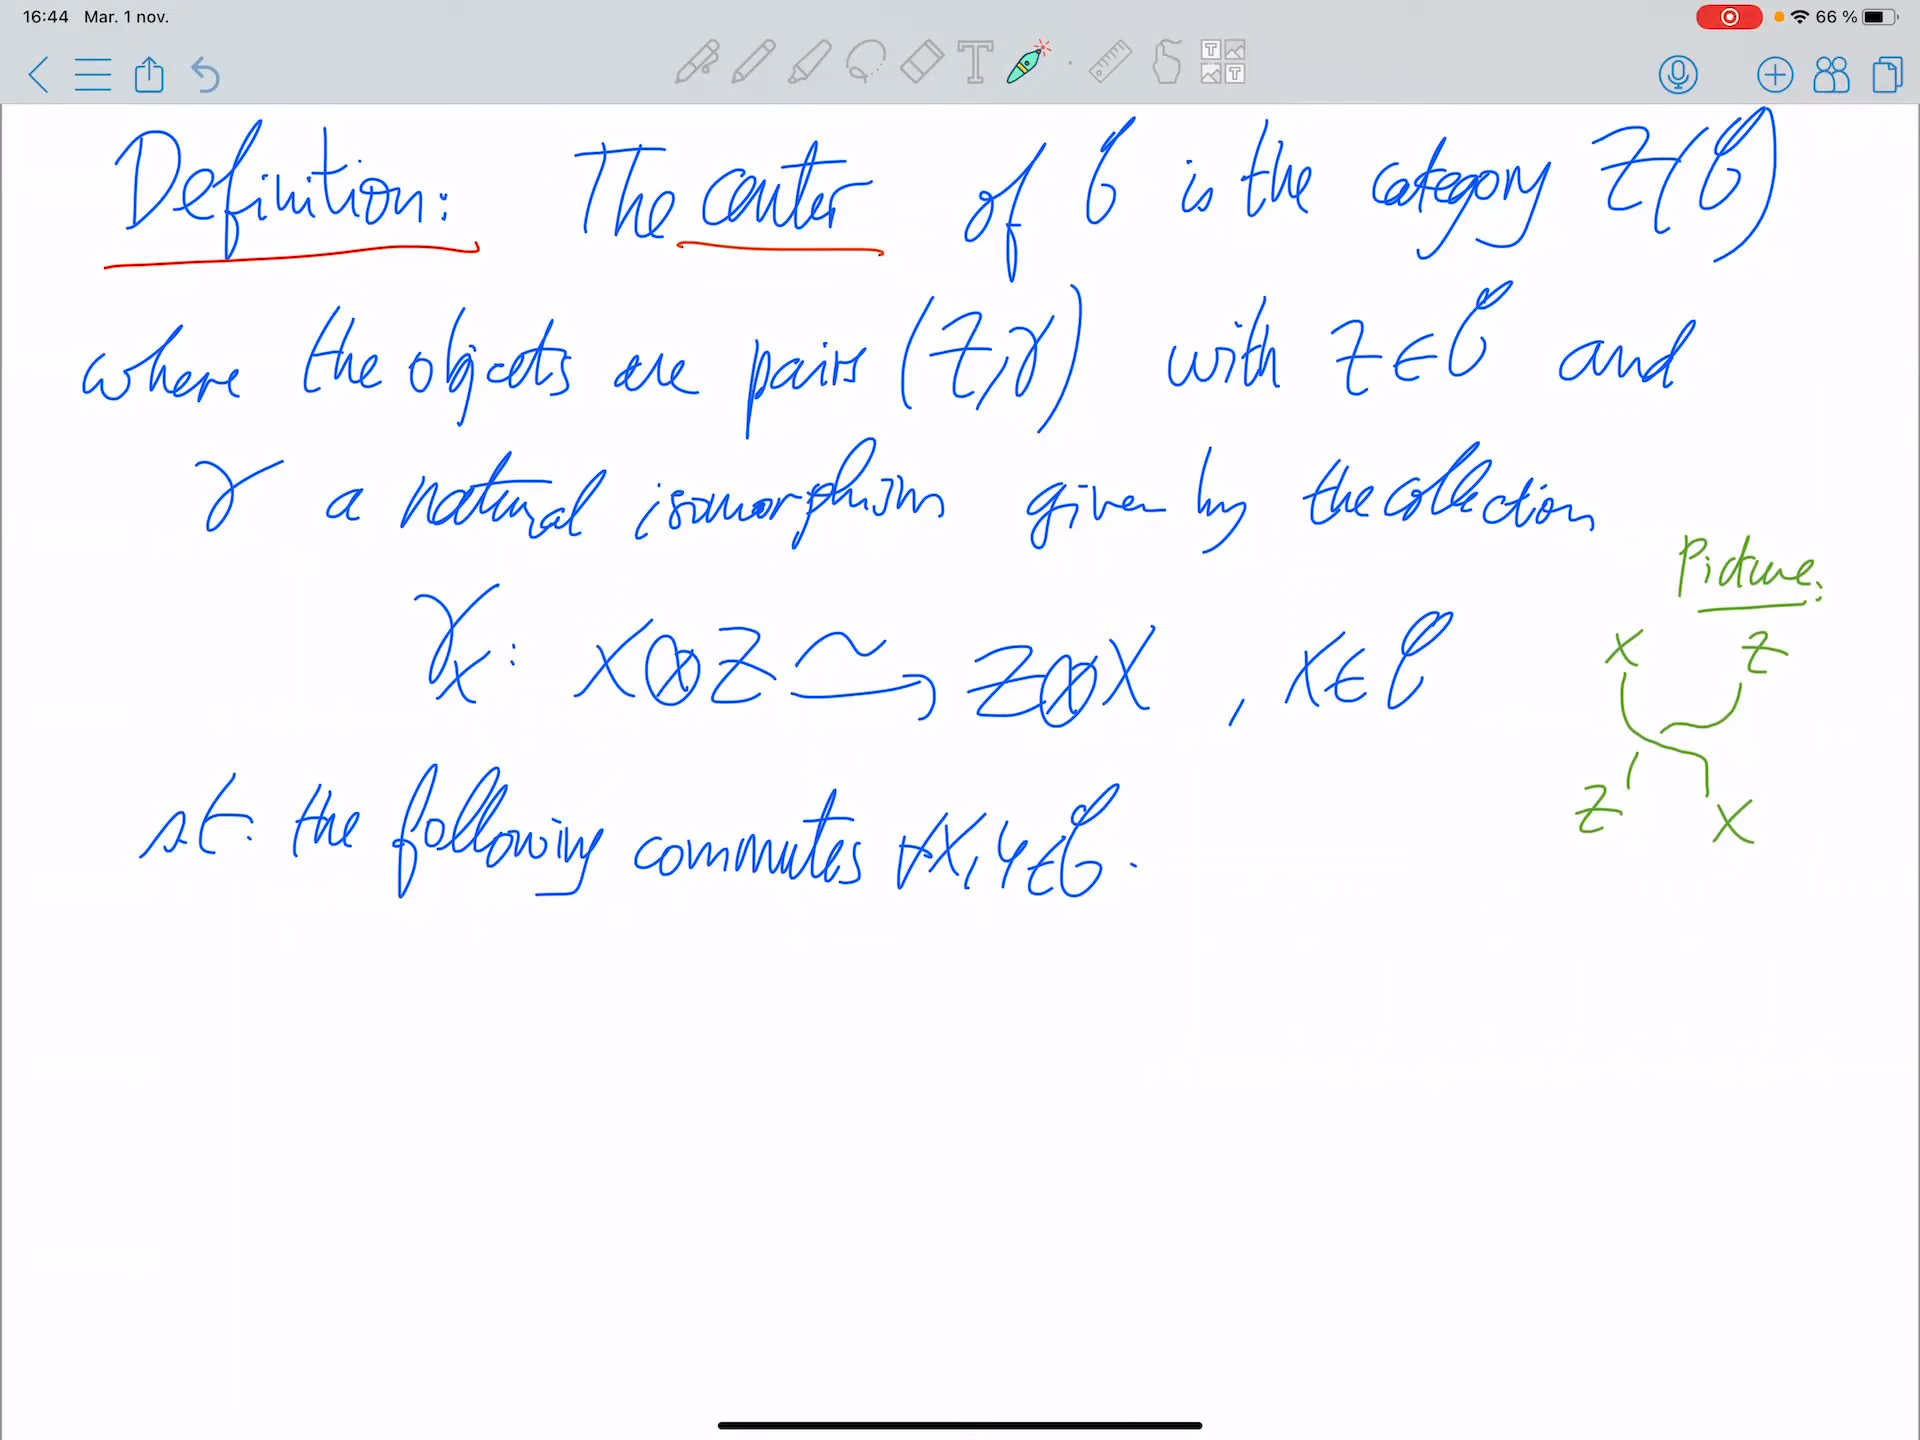 16:44 Mar. 1 nov. 66 %
Definition: The center of 𝒞 is the category Z(𝒞)
where the objects are pairs (Z,γ) with Z∈𝒞 and
γ a natural isomorphism given by the collection
γ_X: X⊗Z ⥲ Z⊗X , X∈𝒞
s.t. the following commutes ∀X,Y∈𝒞.
Picture:
X Z
Z X